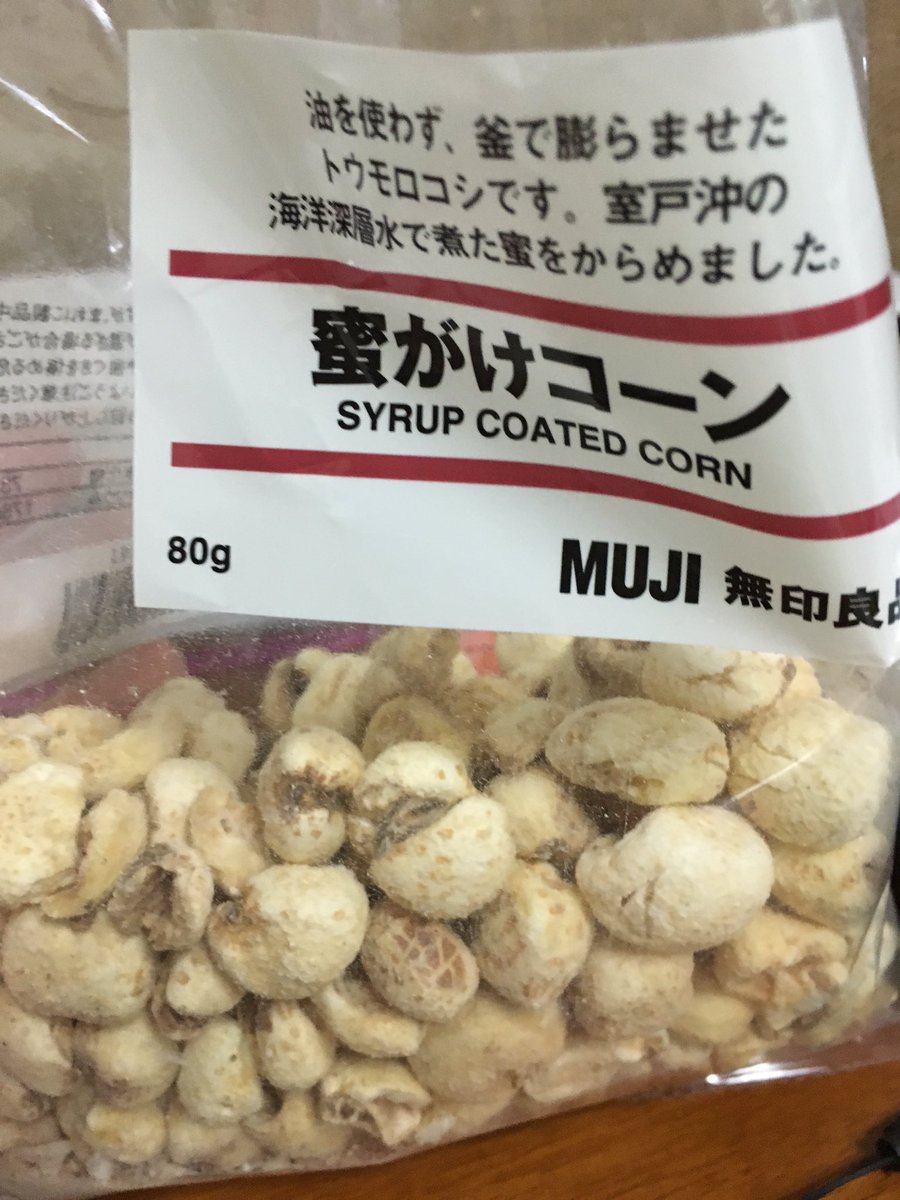 油を使わず、釜で膨らませた
トウモロコシです。室戸沖の
海洋深層水で煮た蜜をからめました。
蜜がけコーン
SYRUP COATED CORN
80g
MUJI 無印良品